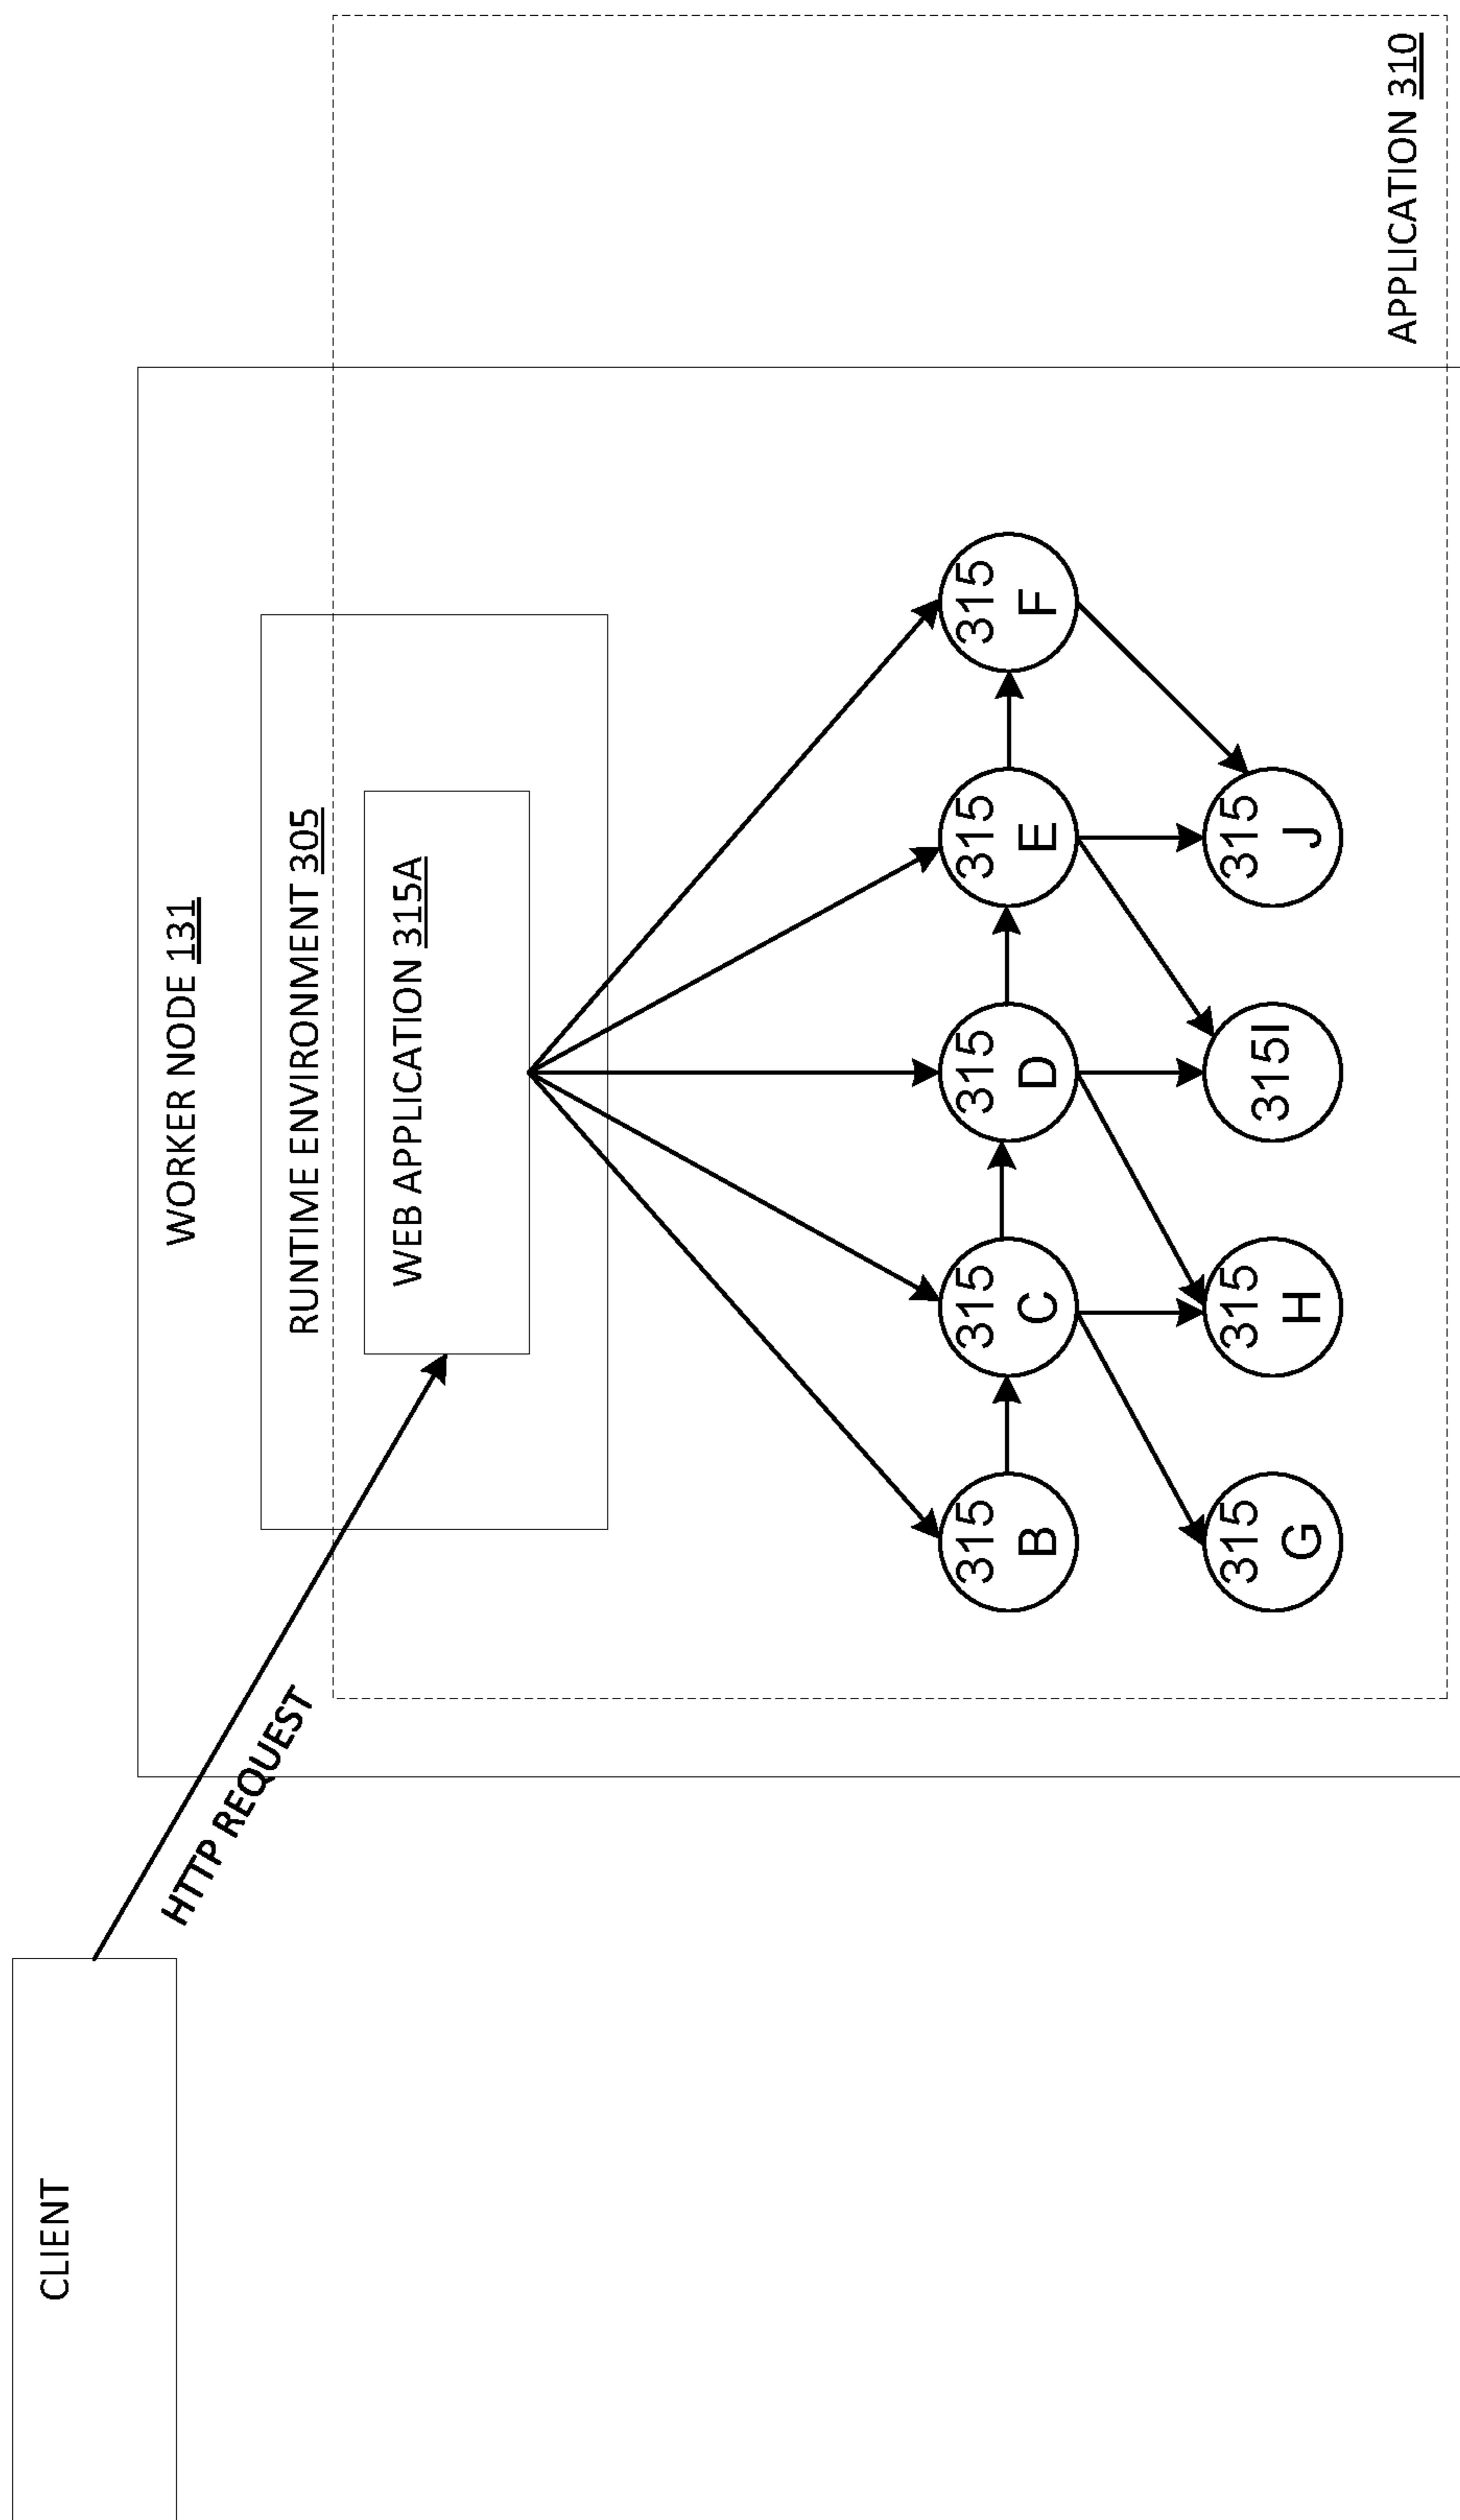 CLIENT
HTTP REQUEST
WORKER NODE 131
RUNTIME ENVIRONMENT 305
WEB APPLICATION 315A
315
B
315
C
315
D
315
E
315
F
315
G
315
H
315I
315
J
APPLICATION 310